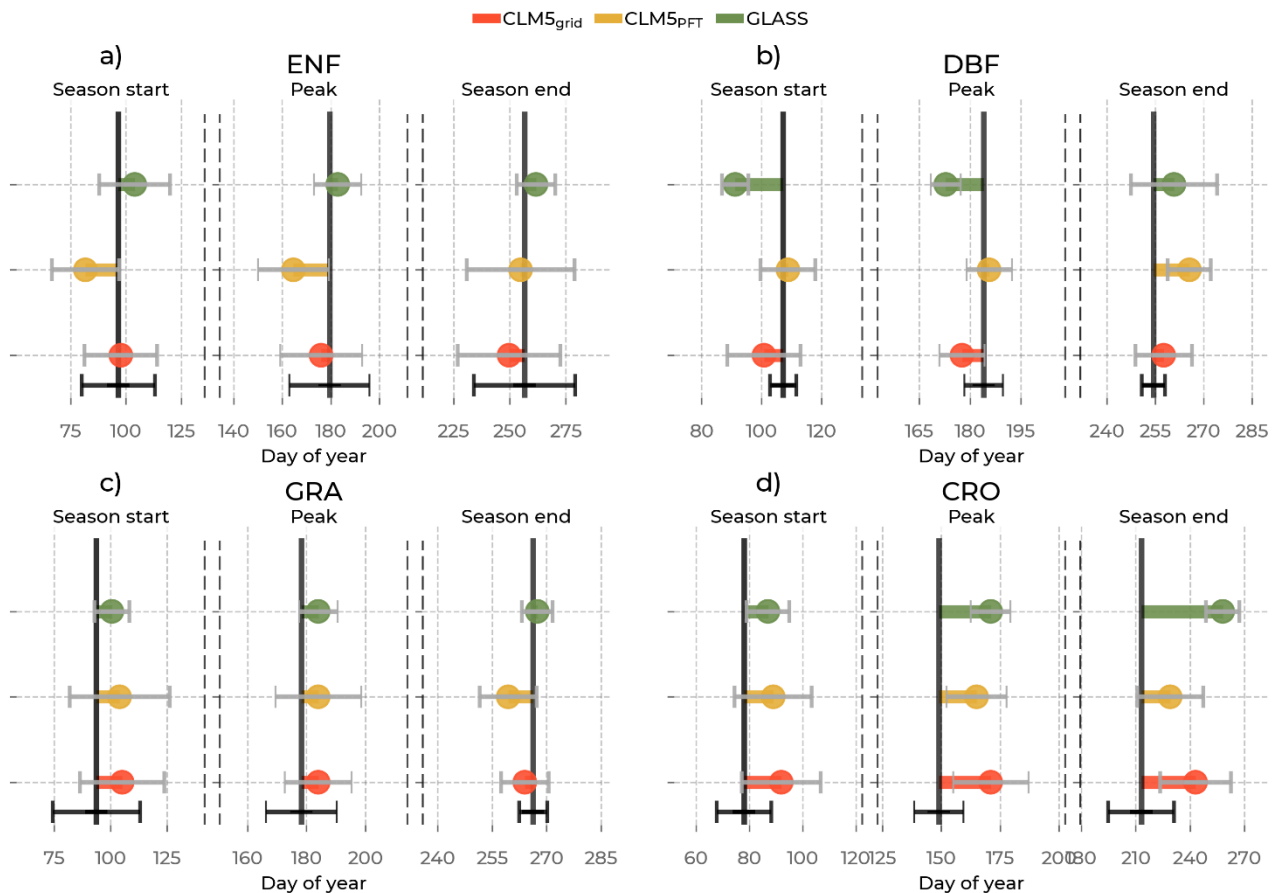 CLM5grid CLM5PFT GLASS
a) ENF
Season start Peak Season end
75 100 125 140 160 180 200 225 250 275
Day of year
b) DBF
Season start Peak Season end
80 100 120 165 180 195 240 255 270 285
Day of year
c) GRA
Season start Peak Season end
75 100 125 160 180 200 240 255 270 285
Day of year
d) CRO
Season start Peak Season end
60 80 100 120 125 150 175 200 180 210 240 270
Day of year